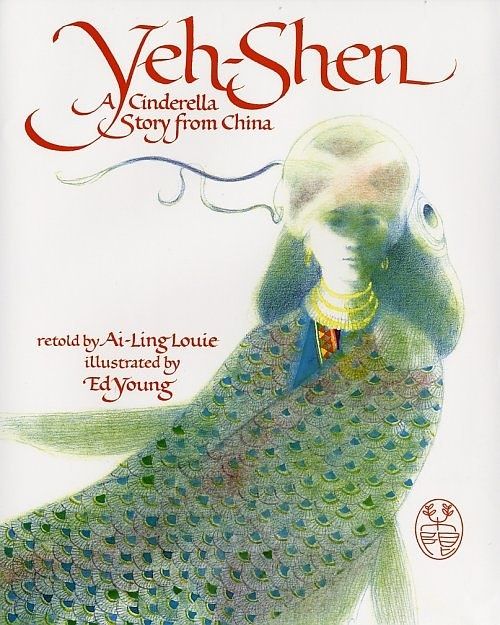 Yeh-Shen
A Cinderella
Story from China
retold by Ai-Ling Louie
illustrated by
Ed Young